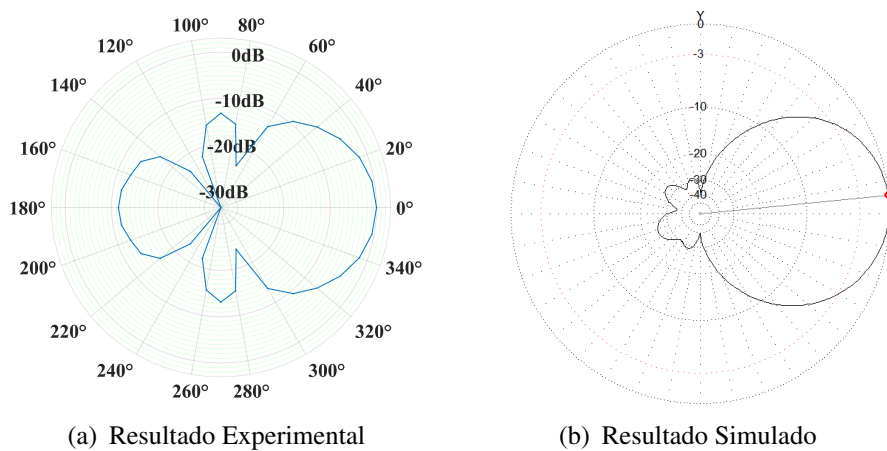 100° 80°
120° 60°
140° 40°
160° 20°
180° 0°
200° 340°
220° 320°
240° 300°
260° 280°
0dB
-10dB
-20dB
-30dB
(a) Resultado Experimental
Y
0
-3
-10
-20
-30
-40
(b) Resultado Simulado